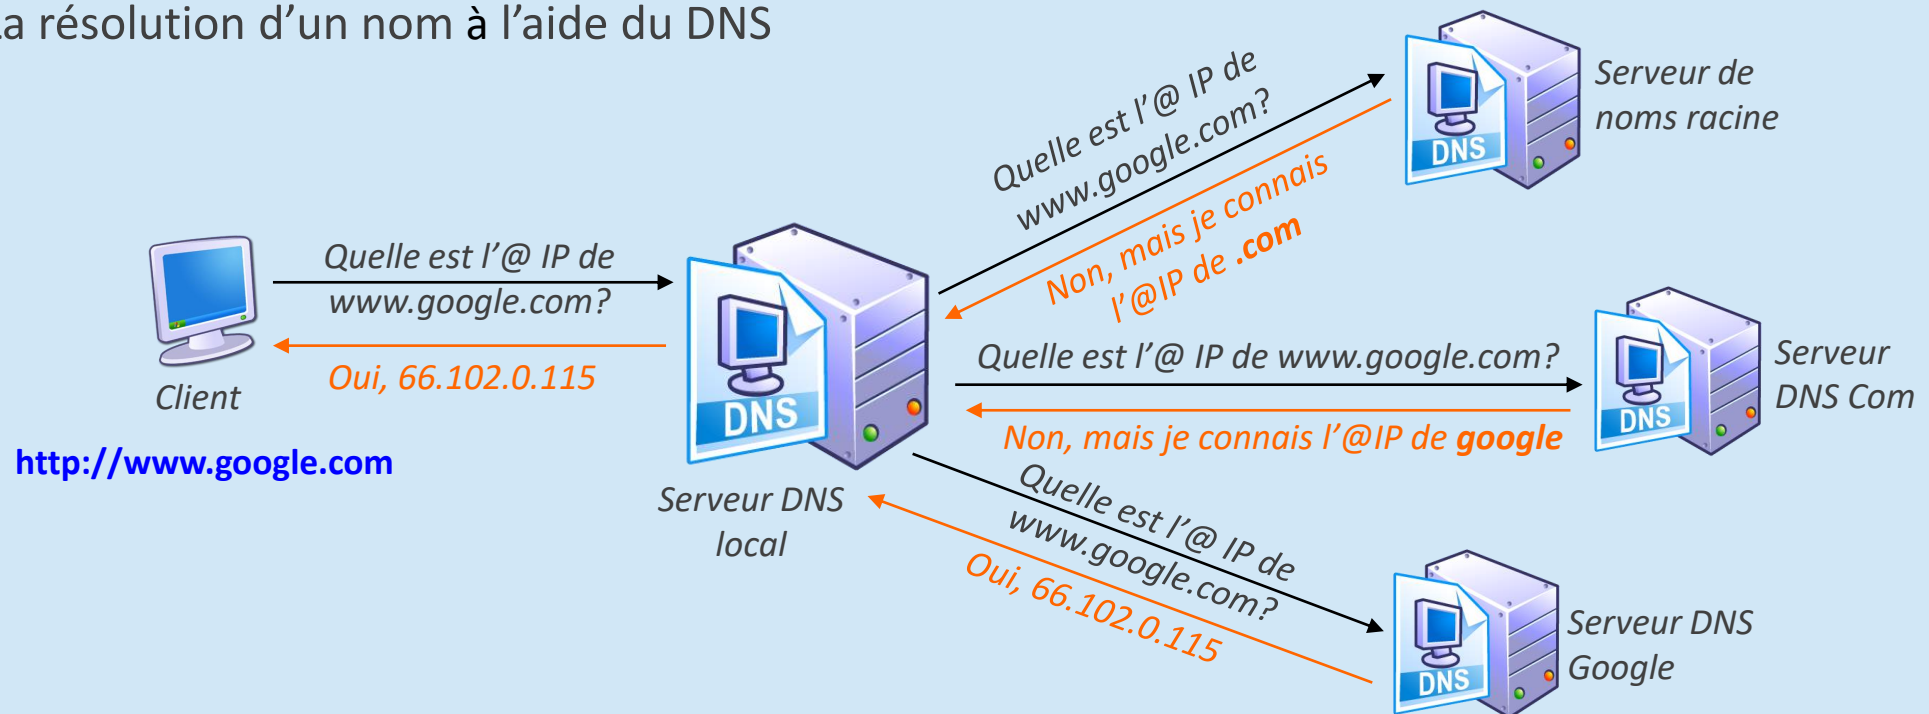 a résolution d’un nom à l’aide du DNS
Quelle est l’@ IP de
www.google.com?
Oui, 66.102.0.115
Client
http://www.google.com
DNS
Serveur DNS
local
Quelle est l’@ IP de
www.google.com?
Non, mais je connais
l’@IP de .com
DNS
Serveur de
noms racine
Quelle est l’@ IP de www.google.com?
Non, mais je connais l’@IP de google
DNS
Serveur
DNS Com
Quelle est l’@ IP de
www.google.com?
Oui, 66.102.0.115
DNS
Serveur DNS
Google